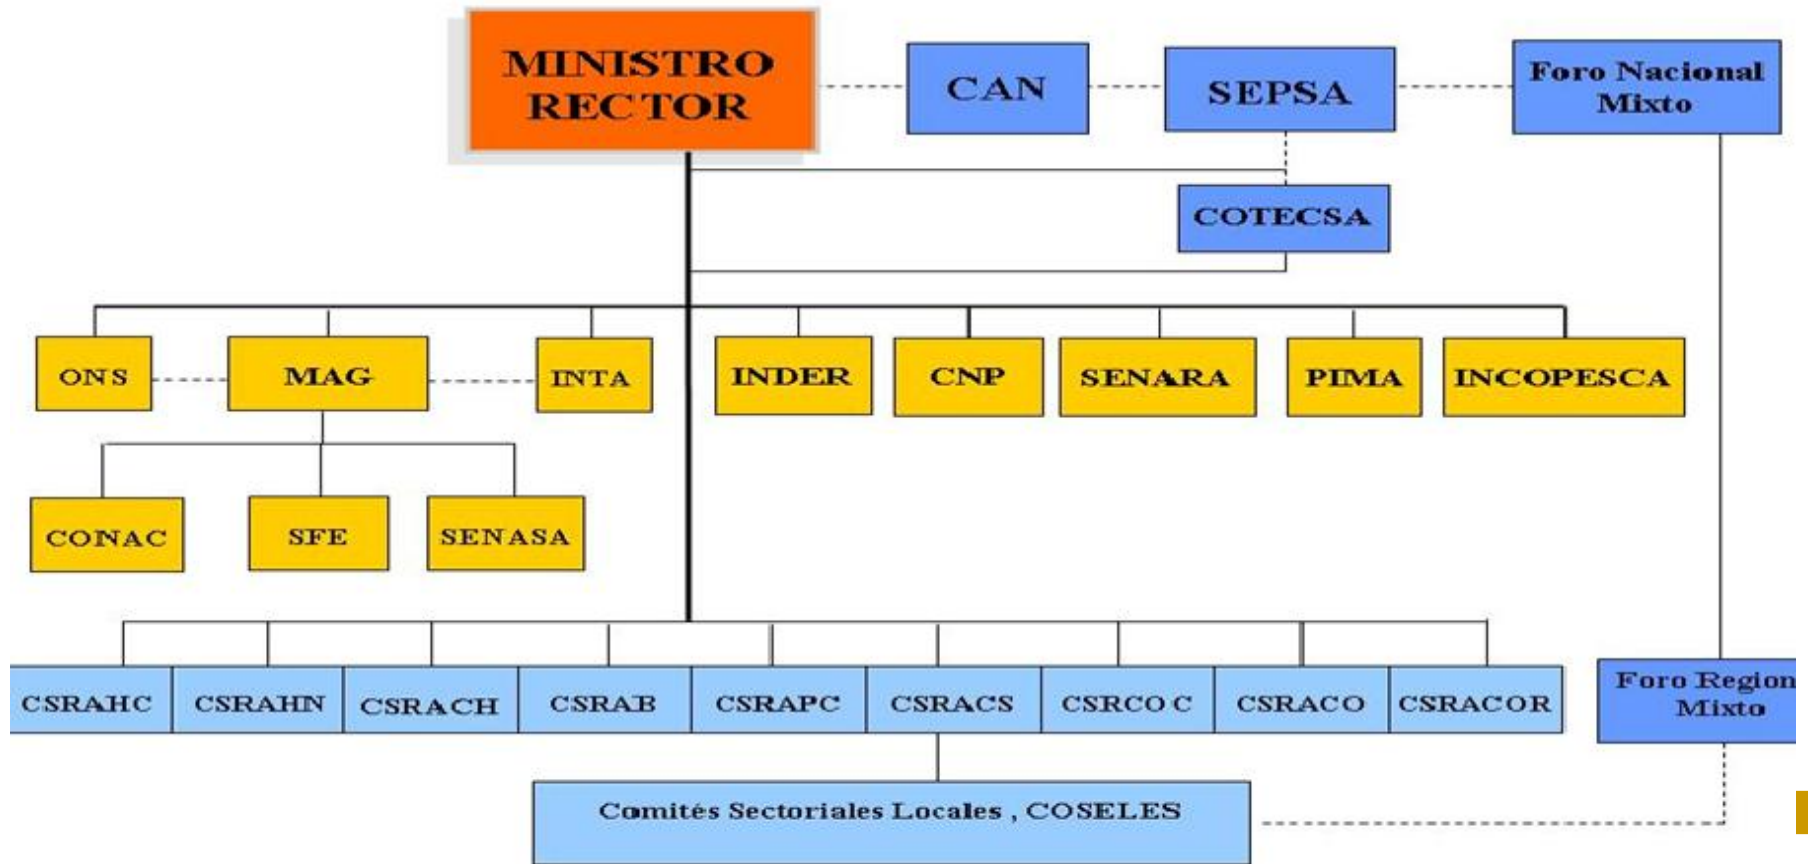 MINISTRO
RECTOR
CAN
SEPSA
Foro Nacional
Mixto
COTECSA
ONS
MAG
INTA
INDER
CNP
SENARA
PIMA
INCOPESCA
CONAC
SFE
SENASA
CSRAHC
CSRAHN
CSRACH
CSRAB
CSRAPC
CSRACS
CSRCOC
CSRACO
CSRACOR
Foro Region
Mixto
Comités Sectoriales Locales , COSELES